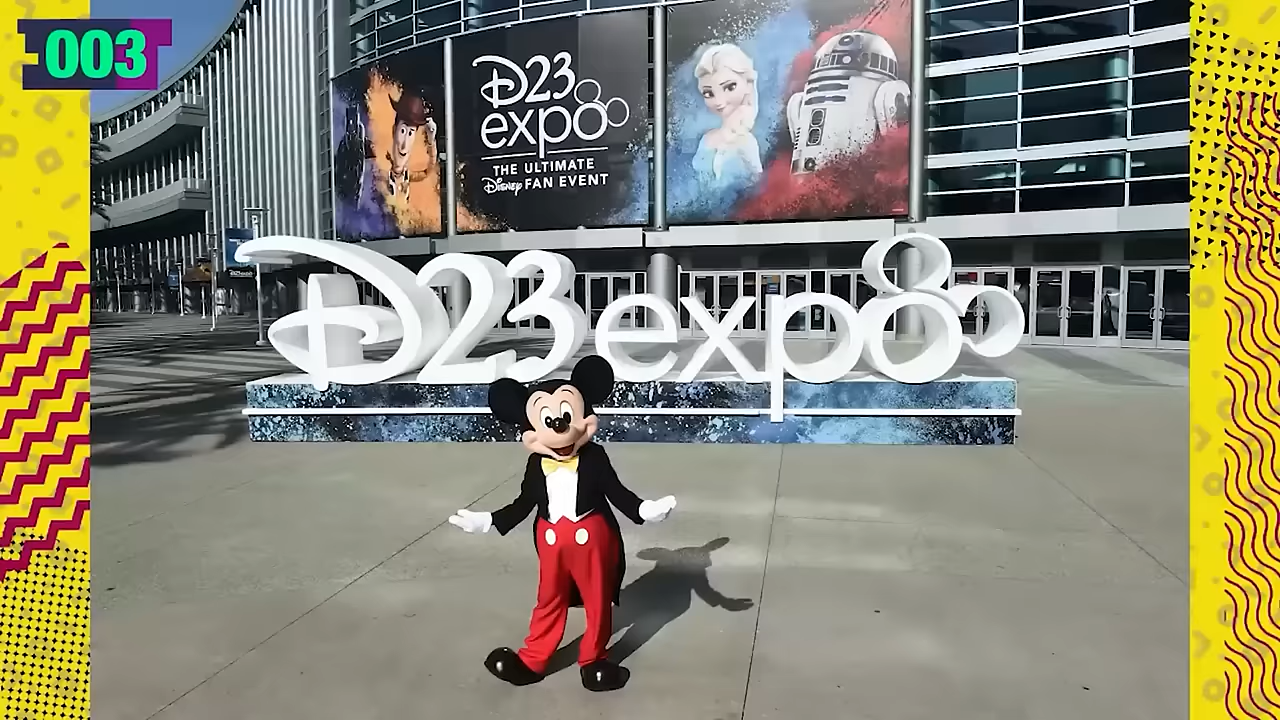 003
D23
expo
THE ULTIMATE
Disney FAN EVENT
D23 expo